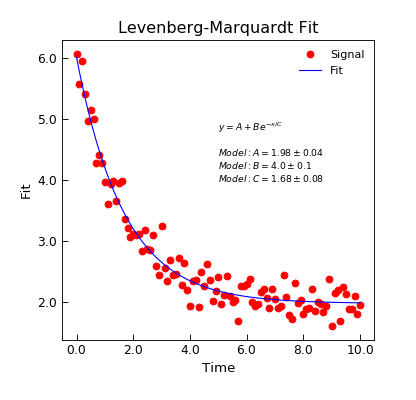 Levenberg-Marquardt Fit
6.0
5.0
4.0
3.0
2.0
Fit
Signal
Fit
y = A + Be^{-x/C}
Model : A = 1.98 ± 0.04
Model : B = 4.0 ± 0.1
Model : C = 1.68 ± 0.08
0.0 2.0 4.0 6.0 8.0 10.0
Time